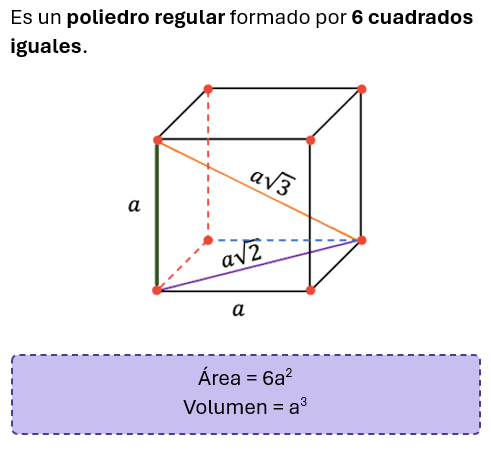 Es un poliedro regular formado por 6 cuadrados
iguales.
a√3
a
a√2
a
Área = 6a²
Volumen = a³